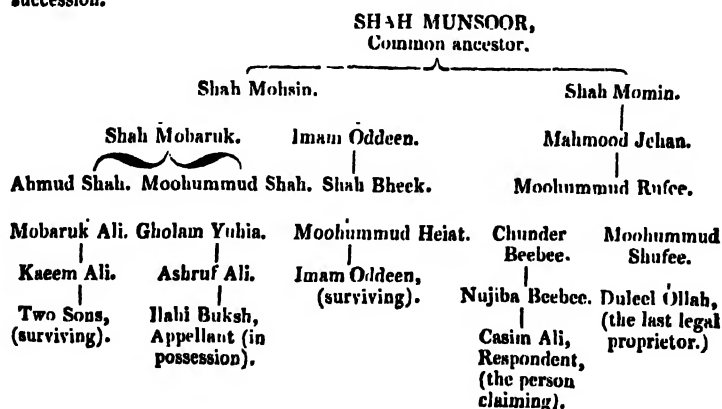 succession.
SHAH MUNSOOR,
Common ancestor.
Shah Mohsin. Shah Momin.
Shah Mobaruk. Imam Oddeen. Mahmood Jehan.
Ahmud Shah. Moohummud Shah. Shah Bheek. Moohummud Rufee.
Mobaruk Ali. Gholam Yuhia. Moohummud Heiat. Chunder Moohummud
Beebee. Shufee.
Kaeem Ali. Ashruf Ali. Imam Oddeen,
(surviving). Nujiba Beebee. Duleel Ollah,
Two Sons, Ilahi Buksh, (the last legal
(surviving). Appellant (in Casim Ali, proprietor.)
possession). Respondent,
(the person
claiming).